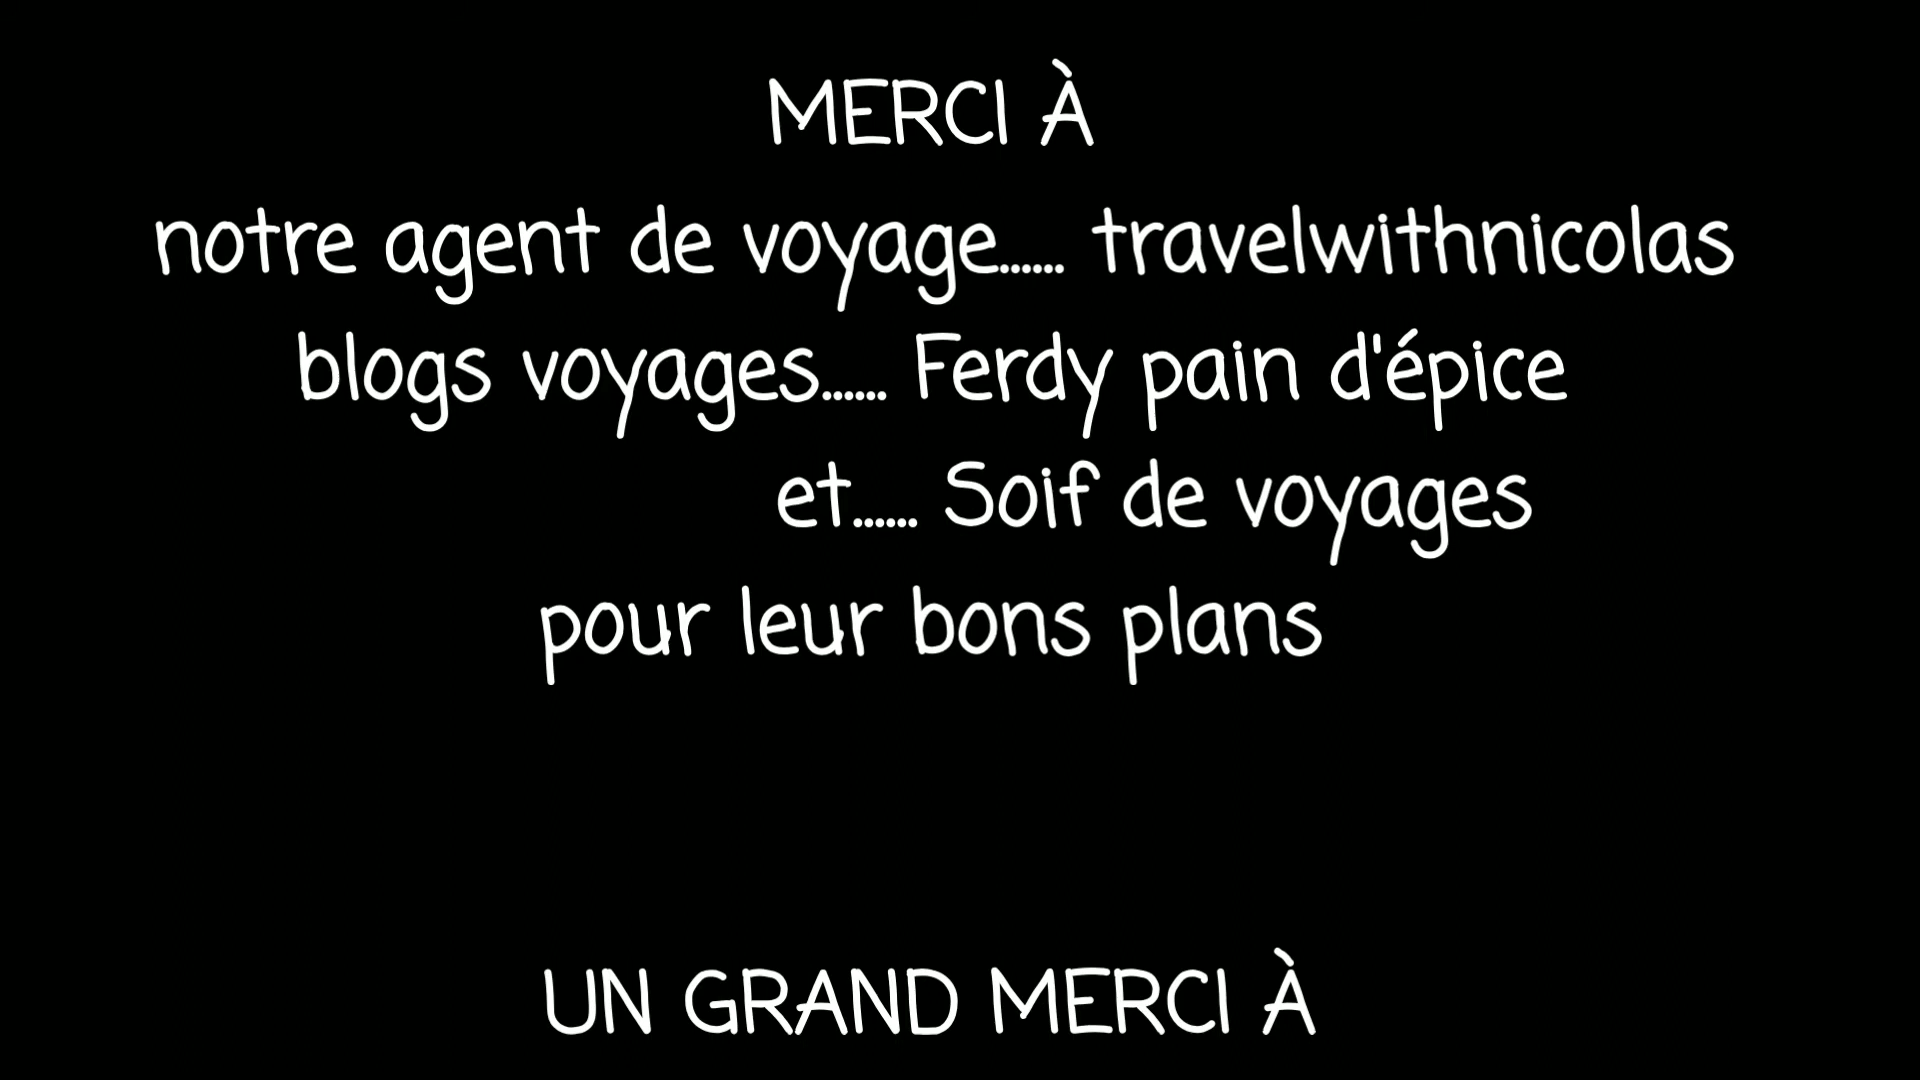 MERCI À
notre agent de voyage...... travelwithnicolas
blogs voyages...... Ferdy pain d'épice
et...... Soif de voyages
pour leur bons plans
UN GRAND MERCI À